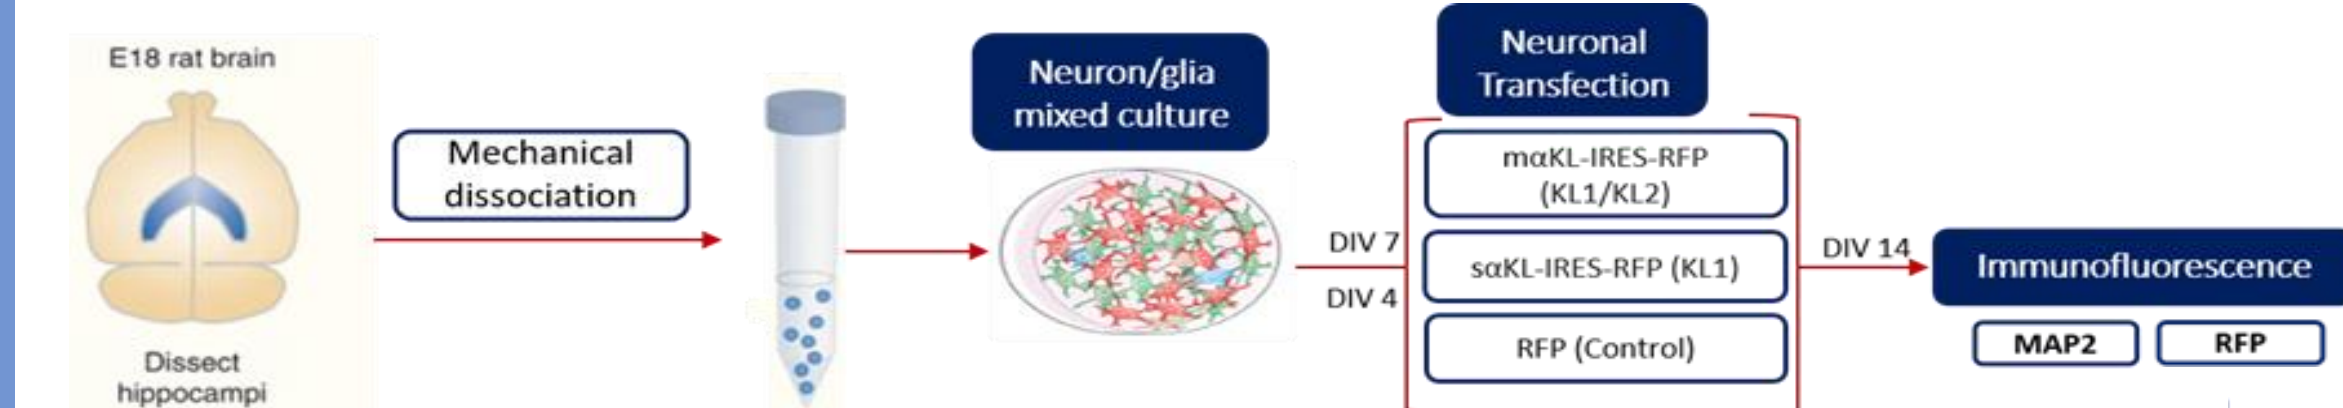 E18 rat brain
Dissect
hippocampi
Mechanical
dissociation
Neuron/glia
mixed culture
DIV 7
DIV 4
Neuronal
Transfection
mαKL-IRES-RFP
(KL1/KL2)
sαKL-IRES-RFP (KL1)
RFP (Control)
DIV 14
Immunofluorescence
MAP2
RFP